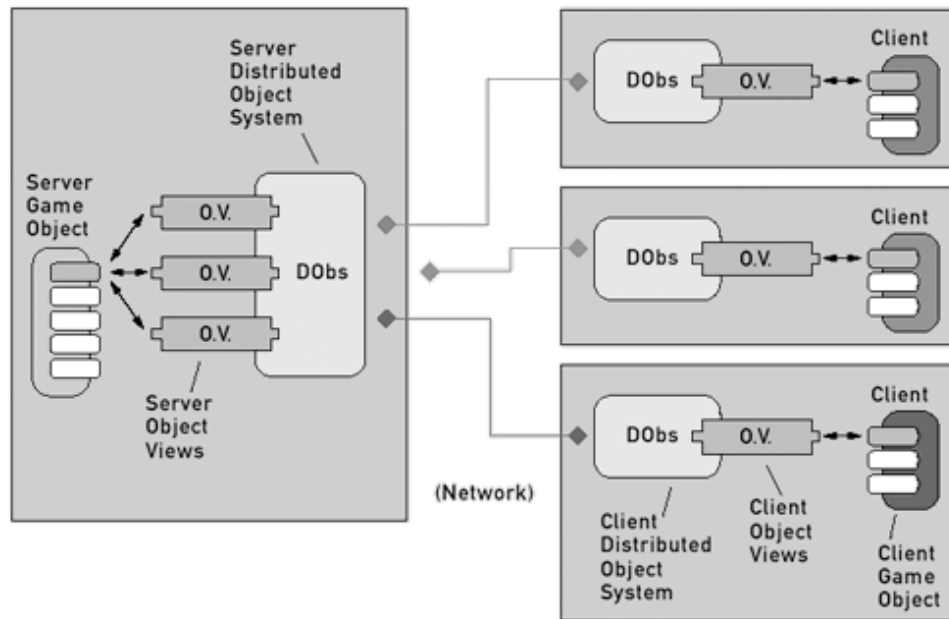 Server
Distributed
Object
System
Server
Game
Object
O.V.
O.V.
O.V.
DObs
Server
Object
Views
(Network)
Client
DObs
O.V.
Client
DObs
O.V.
Client
DObs
O.V.
Client
Distributed
Object
System
Client
Object
Views
Client
Game
Object